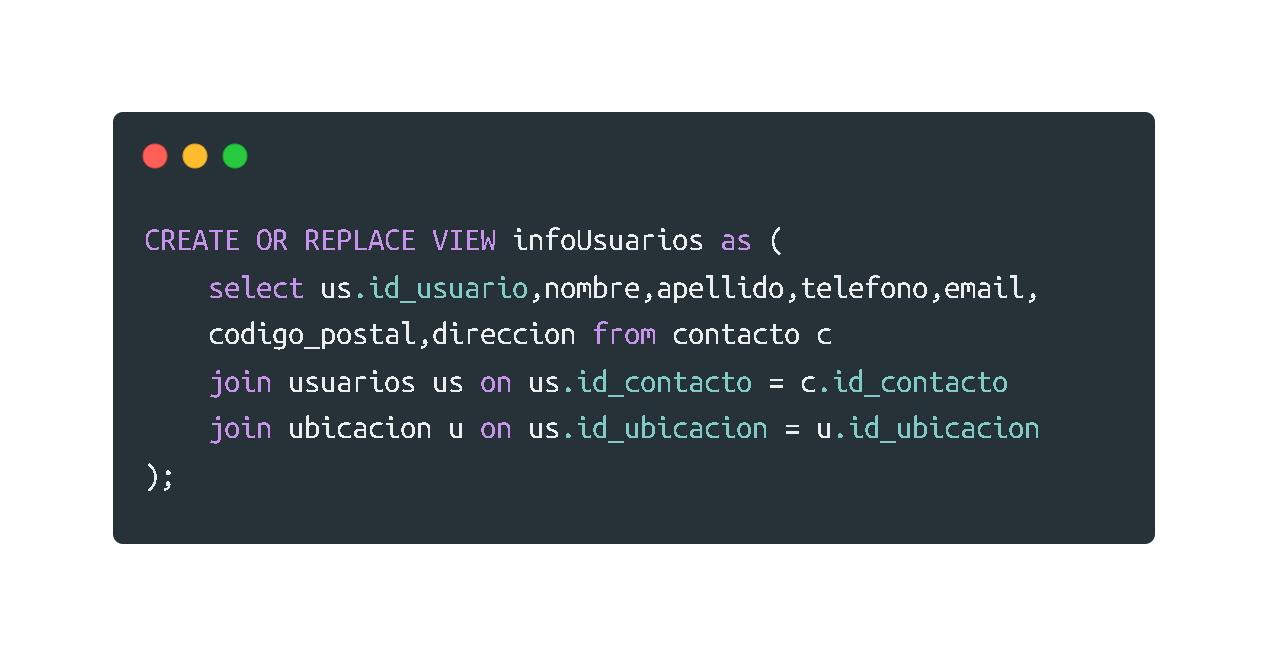 CREATE OR REPLACE VIEW infoUsuarios as (
    select us.id_usuario,nombre,apellido,telefono,email,
    codigo_postal,direccion from contacto c
    join usuarios us on us.id_contacto = c.id_contacto
    join ubicacion u on us.id_ubicacion = u.id_ubicacion
);